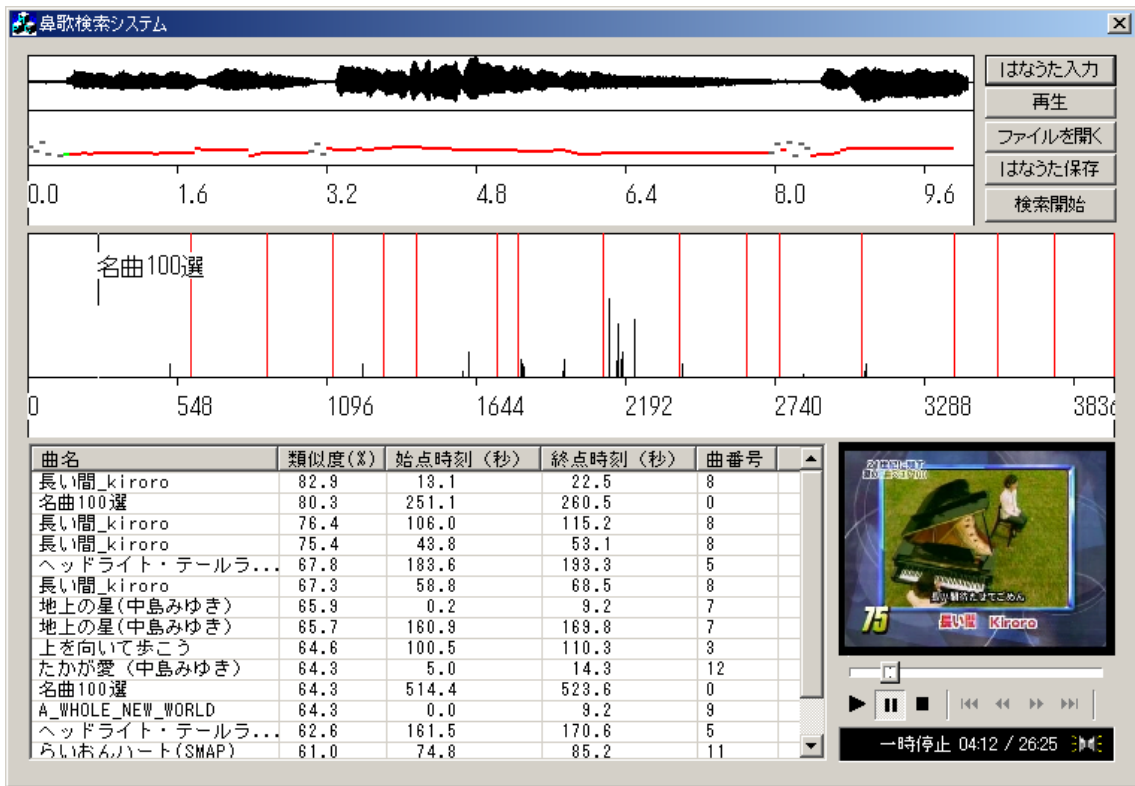 鼻歌検索システム
はなうた入力
再生
ファイルを開く
はなうた保存
検索開始
0.0 1.6 3.2 4.8 6.4 8.0 9.6
名曲100選
0 548 1096 1644 2192 2740 3288 3836
曲名 類似度(%) 始点時刻 (秒) 終点時刻 (秒) 曲番号
長い間_kiroro 82.9 13.1 22.5 8
名曲100選 80.3 251.1 260.5 0
長い間_kiroro 76.4 106.0 115.2 8
長い間_kiroro 75.4 43.8 53.1 8
ヘッドライト・テールラ... 67.8 183.6 193.3 5
長い間_kiroro 67.3 58.8 68.5 8
地上の星(中島みゆき) 65.9 0.2 9.2 7
地上の星(中島みゆき) 65.7 160.9 169.8 7
上を向いて歩こう 64.6 100.5 110.3 3
たかが愛 (中島みゆき) 64.3 5.0 14.3 12
名曲100選 64.3 514.4 523.6 0
A_WHOLE_NEW_WORLD 64.3 0.0 9.2 9
ヘッドライト・テールラ... 62.6 161.5 170.6 5
らいおんハート(SMAP) 61.0 74.8 85.2 11
長い間待たせてごめん
75
長い間 Kiroro
一時停止 04:12 / 26:25